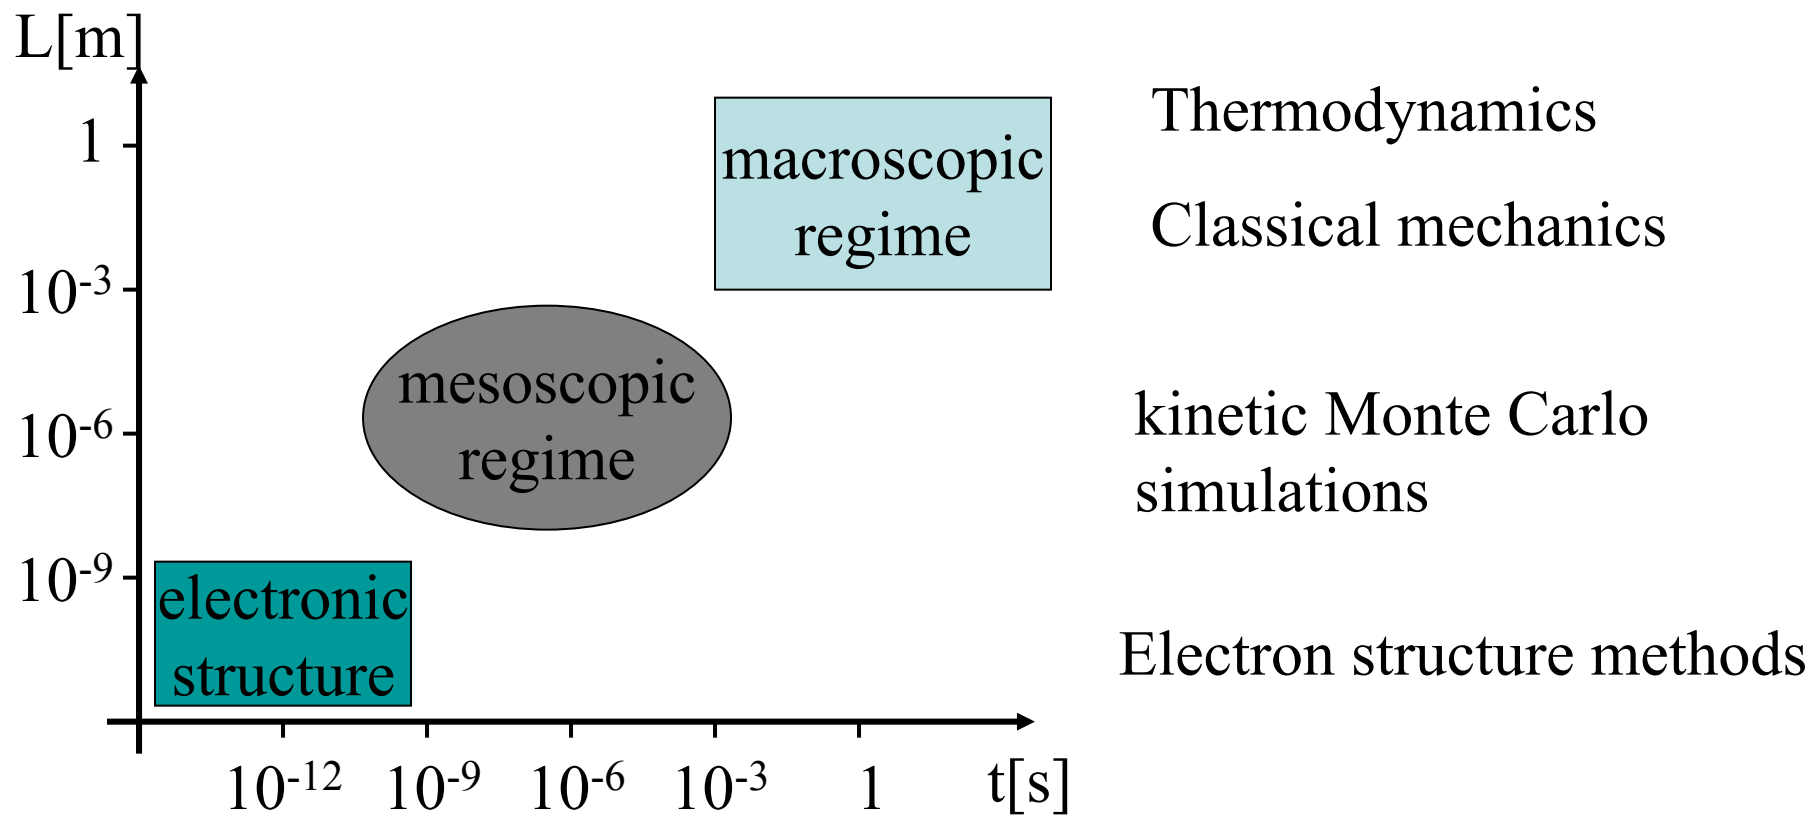 L[m]
1
10⁻³
10⁻⁶
10⁻⁹
macroscopic
regime
mesoscopic
regime
electronic
structure
10⁻¹²
10⁻⁹
10⁻⁶
10⁻³
1
t[s]
Thermodynamics
Classical mechanics
kinetic Monte Carlo
simulations
Electron structure methods